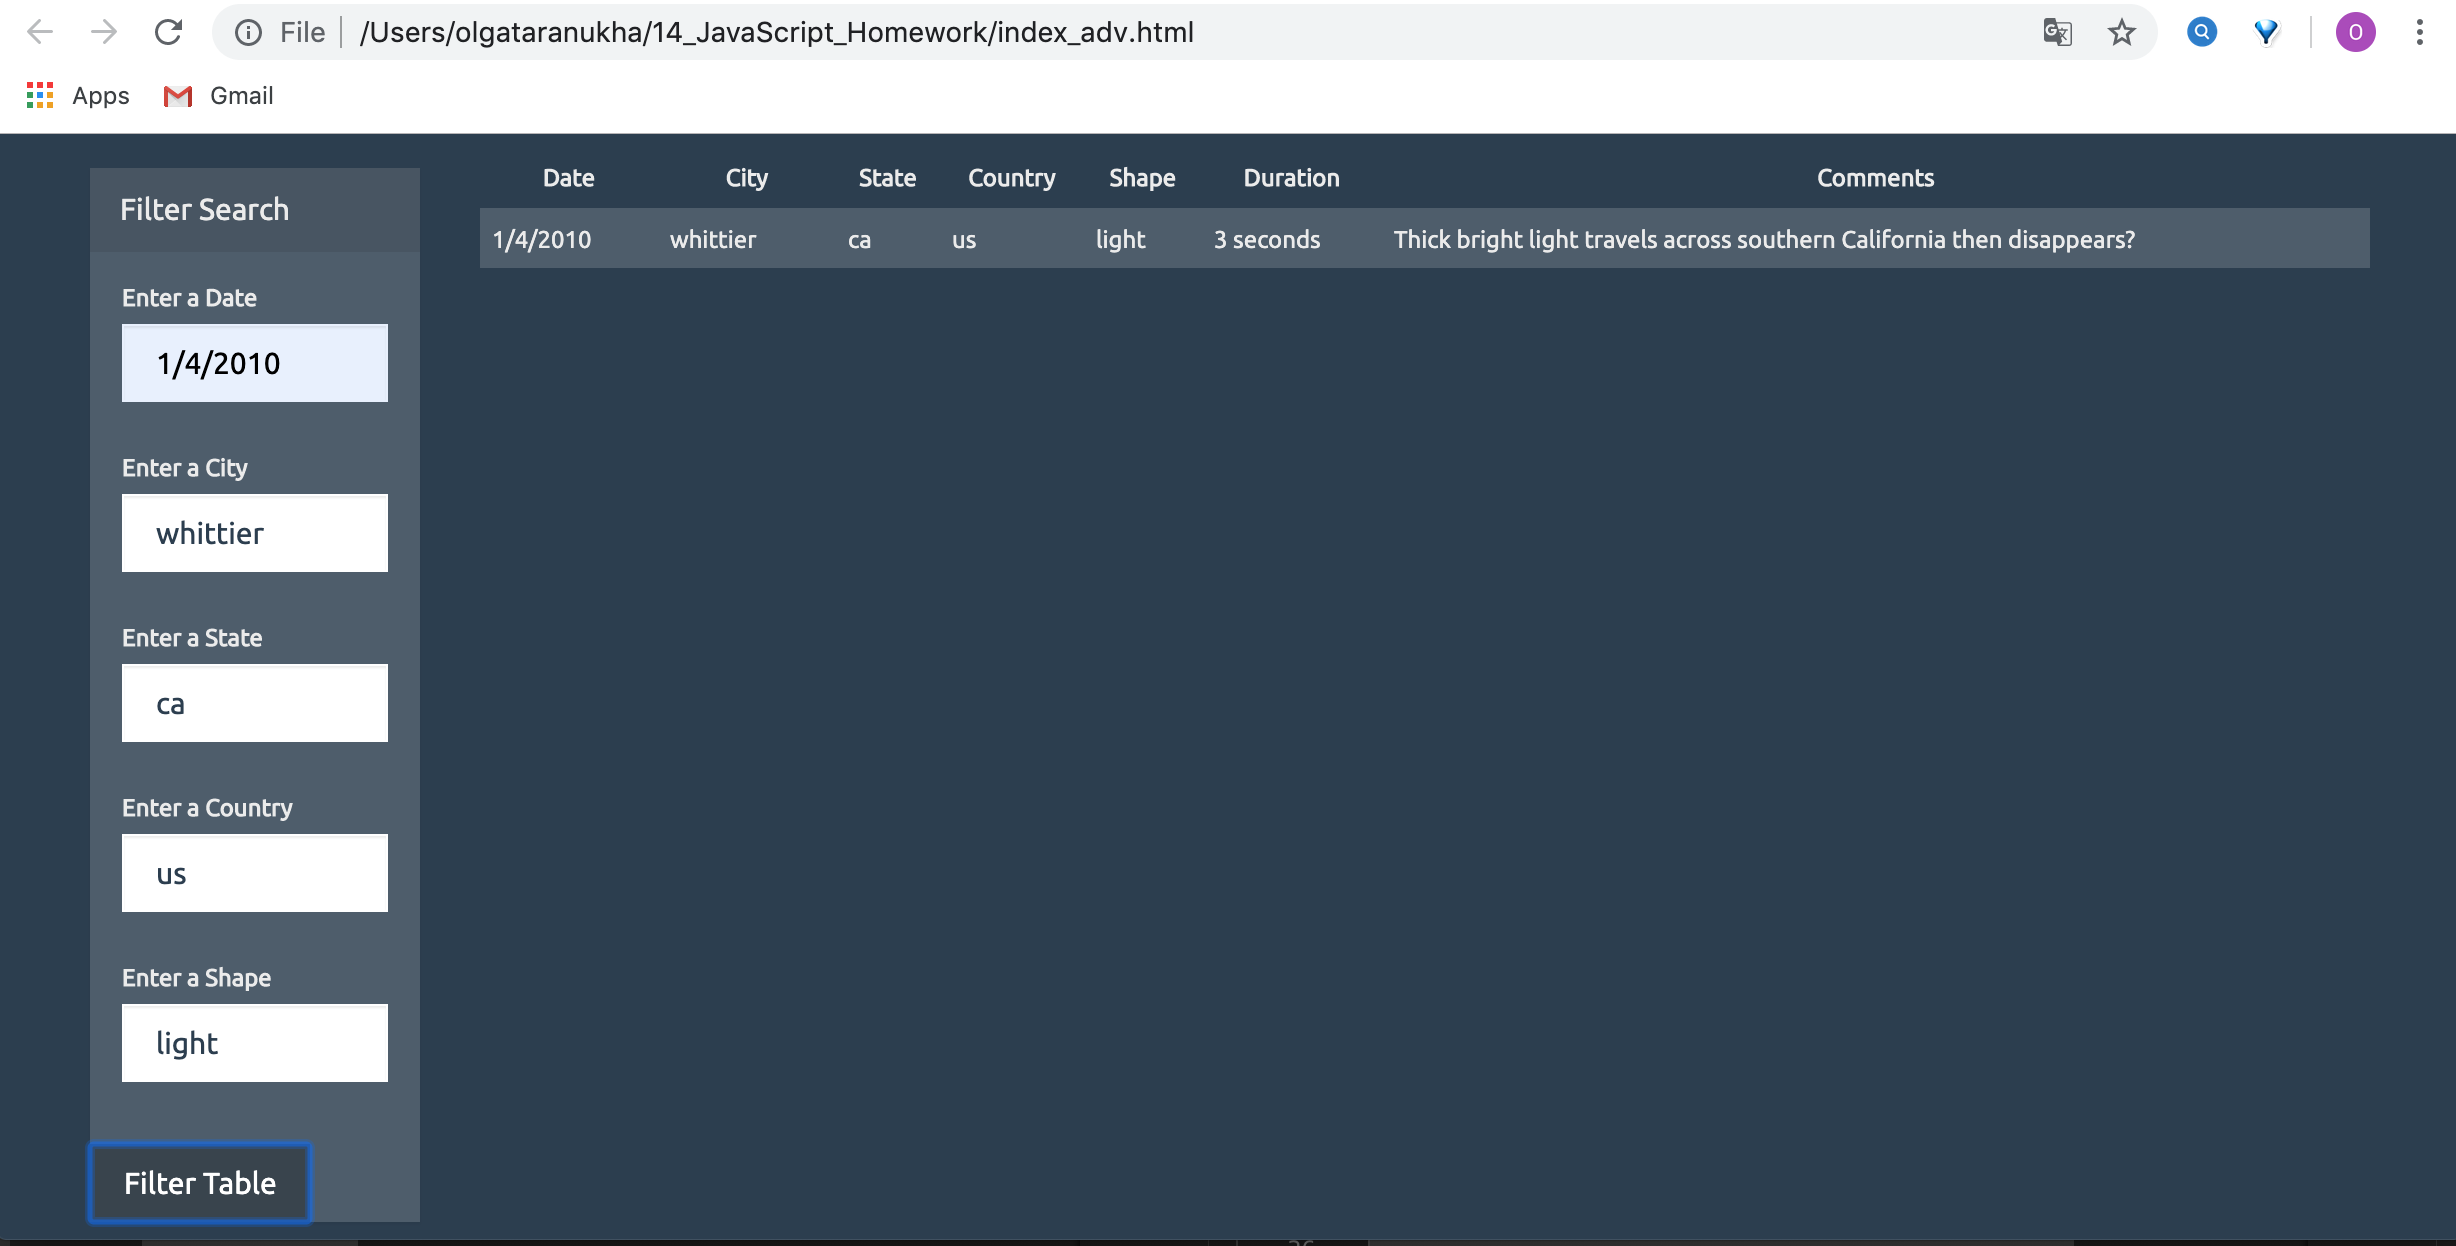 File /Users/olgataranukha/14_JavaScript_Homework/index_adv.html O
Apps Gmail
Filter Search
Enter a Date
1/4/2010
Enter a City
whittier
Enter a State
ca
Enter a Country
us
Enter a Shape
light
Filter Table
Date City State Country Shape Duration Comments
1/4/2010 whittier ca us light 3 seconds Thick bright light travels across southern California then disappears?